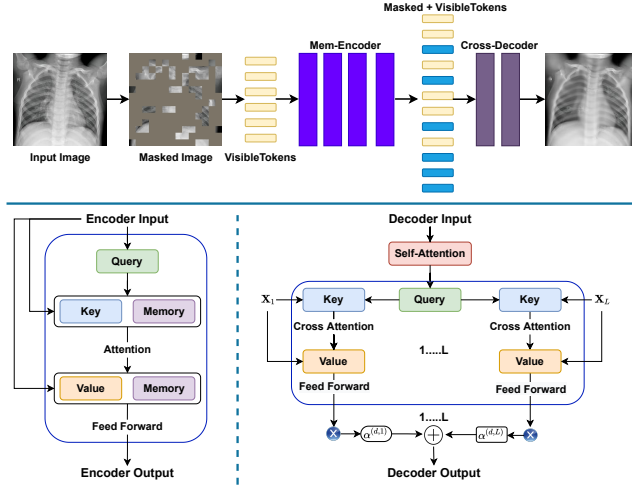 Masked + VisibleTokens
Mem-Encoder
Cross-Decoder
Input Image
Masked Image
VisibleTokens
Encoder Input
Query
Key
Memory
Attention
Value
Memory
Feed Forward
Encoder Output
Decoder Input
Self-Attention
X1
Key
Query
Key
XL
Cross Attention
Cross Attention
Value
1.....L
Value
Feed Forward
Feed Forward
1.....L
X
α(d,1)
+
α(d,L)
X
Decoder Output